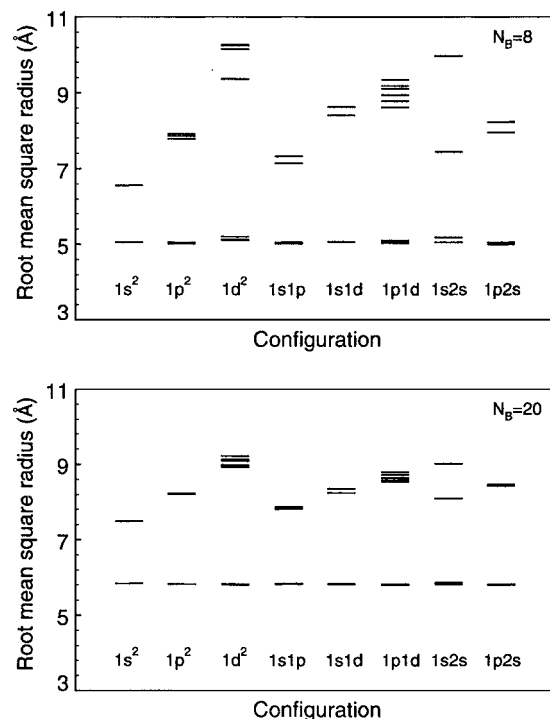 11
N_B=8
9
7
5
3
Root mean square radius (Å)
1s² 1p² 1d² 1s1p 1s1d 1p1d 1s2s 1p2s
Configuration
11
N_B=20
9
7
5
3
Root mean square radius (Å)
1s² 1p² 1d² 1s1p 1s1d 1p1d 1s2s 1p2s
Configuration